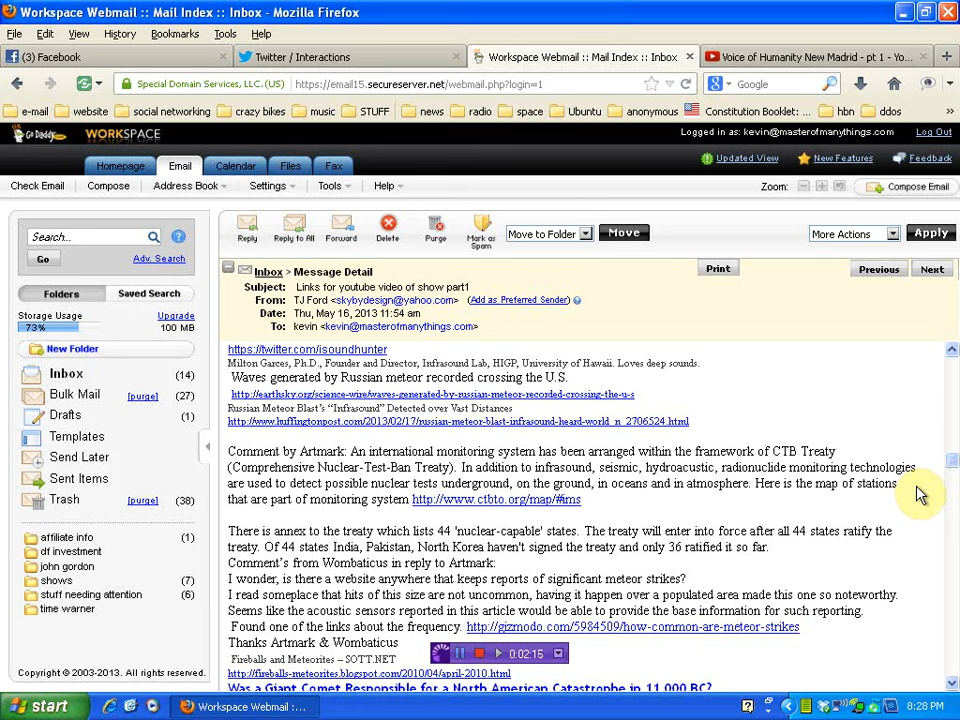 Workspace Webmail :: Mail Index :: Inbox - Mozilla Firefox
File Edit View History Bookmarks Tools Help
(3) Facebook
Twitter / Interactions
Workspace Webmail :: Mail Index :: Inbox
Voice of Humanity New Madrid - pt 1 - Yo...
Special Domain Services, LLC. (US)
https://email15.secureserver.net/webmail.php?login=1
Google
e-mail website social networking crazy bikes music STUFF news radio space Ubuntu anonymous Constitution Booklet: ... hbn ddos
Go Daddy WORKSPACE
Logged in as: kevin@masterofmanythings.com Log Out
Homepage Email Calendar Files Fax
Updated View New Features Feedback
Check Email Compose Address Book Settings Tools Help
Zoom: Compose Email
Search...
Go Adv. Search
Folders Saved Search
Storage Usage Upgrade
73% 100 MB
New Folder
Inbox (14)
Bulk Mail [purge] (27)
Drafts (1)
Templates
Send Later
Sent Items
Trash [purge] (38)
affiliate info (1)
df investment
john gordon
shows (7)
stuff needing attention (6)
time warner
Copyright © 2003-2013. All rights reserved.
Reply Reply to All Forward Delete Purge Mark as Spam
Move to Folder Move
More Actions Apply
Inbox > Message Detail
Print
Previous Next
Subject: Links for youtube video of show part1
From: TJ Ford <skybydesign@yahoo.com> (Add as Preferred Sender)
Date: Thu, May 16, 2013 11:54 am
To: kevin <kevin@masterofmanythings.com>
https://twitter.com/isoundhunter
Milton Garces, Ph.D., Founder and Director, Infrasound Lab, HIGP, University of Hawaii. Loves deep sounds.
Waves generated by Russian meteor recorded crossing the U.S.
http://earthsky.org/science-wire/waves-generated-by-russian-meteor-recorded-crossing-the-u-s
Russian Meteor Blast's “Infrasound” Detected over Vast Distances
http://www.huffingtonpost.com/2013/02/17/russian-meteor-blast-infrasound-heard-world_n_2706524.html
Comment by Artmark: An international monitoring system has been arranged within the framework of CTB Treaty
(Comprehensive Nuclear-Test-Ban Treaty). In addition to infrasound, seismic, hydroacustic, radionuclide monitoring technologies
are used to detect possible nuclear tests underground, on the ground, in oceans and in atmosphere. Here is the map of stations
that are part of monitoring system http://www.ctbto.org/map/#ims
There is annex to the treaty which lists 44 'nuclear-capable' states. The treaty will enter into force after all 44 states ratify the
treaty. Of 44 states India, Pakistan, North Korea haven't signed the treaty and only 36 ratified it so far.
Comment's from Wombaticus in reply to Artmark:
I wonder, is there a website anywhere that keeps reports of significant meteor strikes?
I read someplace that hits of this size are not uncommon, having it happen over a populated area made this one so noteworthy.
Seems like the acoustic sensors reported in this article would be able to provide the base information for such reporting.
Found one of the links about the frequency. http://gizmodo.com/5984509/how-common-are-meteor-strikes
Thanks Artmark & Wombaticus
Fireballs and Meteorites – SOTT.NET
http://fireballs-meteorites.blogspot.com/2010/04/april-2010.html
Was a Giant Comet Responsible for a North American Catastrophe in 11,000 BC?
0:02:15
start
Workspace Webmail :...
8:28 PM